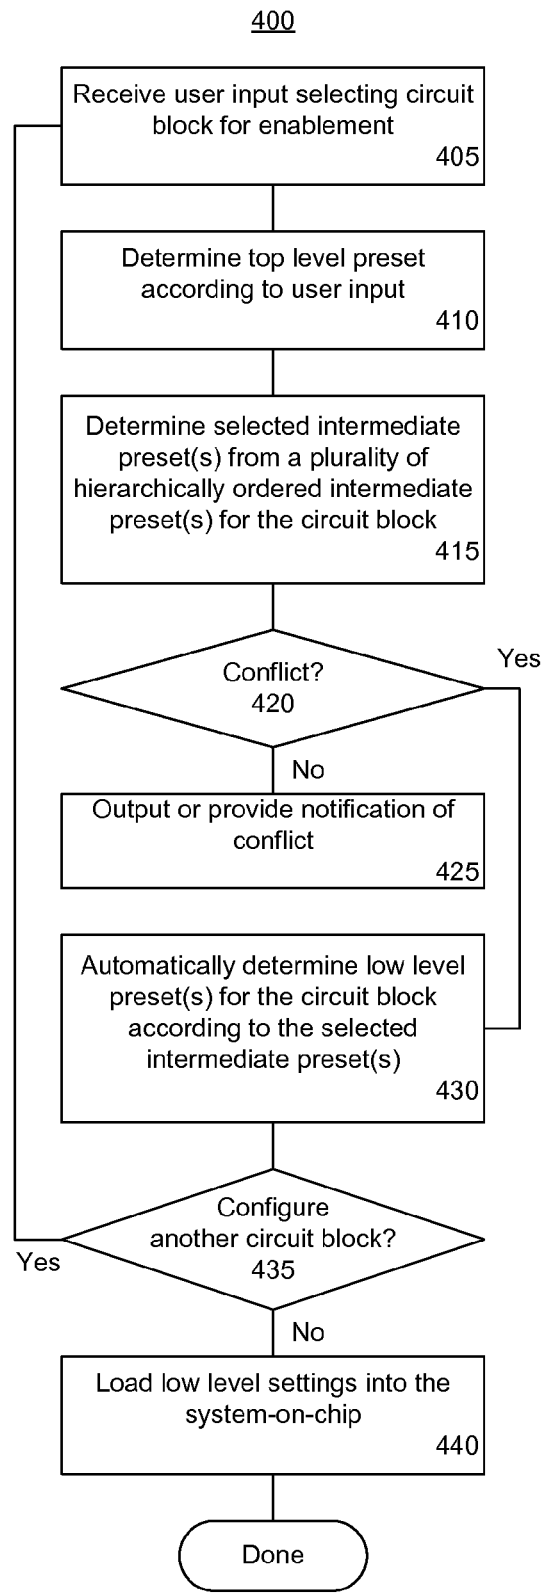 400
Receive user input selecting circuit
block for enablement
405
Determine top level preset
according to user input
410
Determine selected intermediate
preset(s) from a plurality of
hierarchically ordered intermediate
preset(s) for the circuit block
415
Yes
Conflict?
420
No
Output or provide notification of
conflict
425
Automatically determine low level
preset(s) for the circuit block
according to the selected
intermediate preset(s)
430
Configure
another circuit block?
435
Yes
No
Load low level settings into the
system-on-chip
440
Done